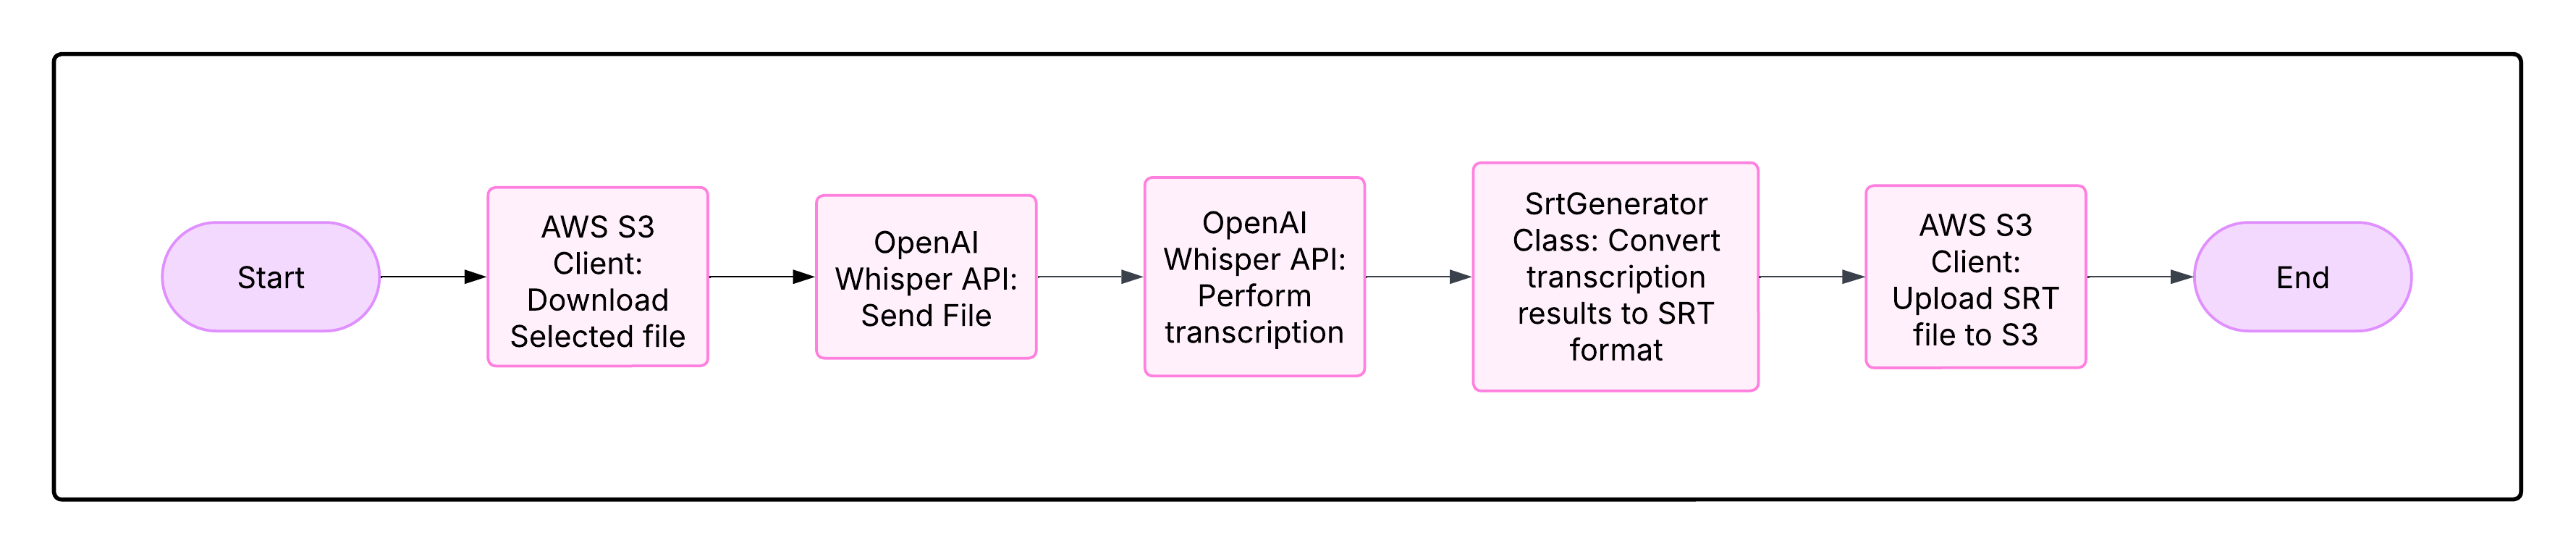 Start
AWS S3
Client:
Download
Selected file
OpenAI
Whisper API:
Send File
OpenAI
Whisper API:
Perform
transcription
SrtGenerator
Class: Convert
transcription
results to SRT
format
AWS S3
Client:
Upload SRT
file to S3
End